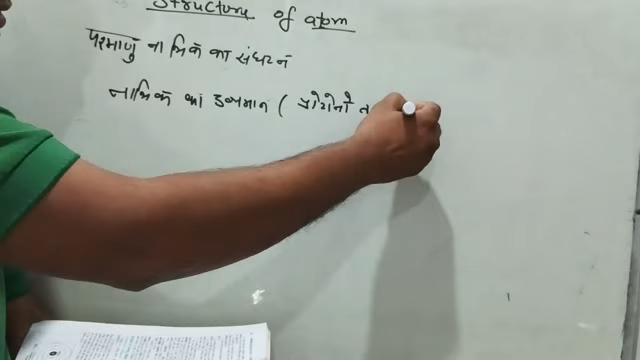 Structure of atom
परमाणु नाभिक का संघटन
नाभिक का द्रव्यमान ( प्रोटोनों त